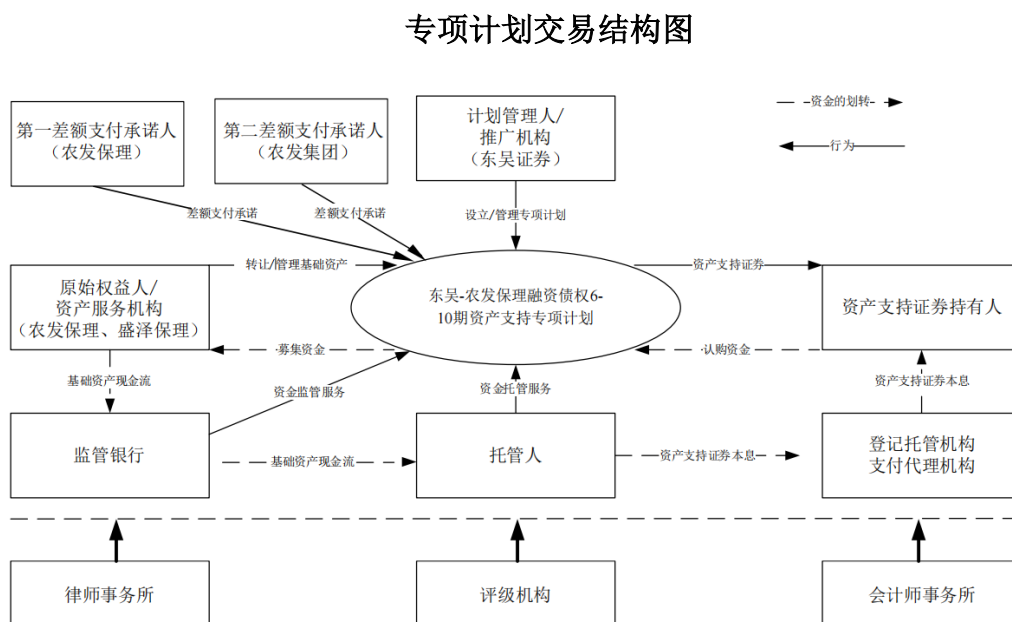 专项计划交易结构图
第一差额支付承诺人
（农发保理）
第二差额支付承诺人
（农发集团）
计划管理人/
推广机构
（东吴证券）
资金的划转
行为
差额支付承诺
差额支付承诺
设立/管理专项计划
转让/管理基础资产
资产支持证券
原始权益人/
资产服务机构
（农发保理、盛泽保理）
东吴-农发保理融资债权6-
10期资产支持专项计划
资产支持证券持有人
募集资金
认购资金
基础资产现金流
资金监管服务
资金托管服务
资产支持证券本息
监管银行
基础资产现金流
托管人
资产支持证券本息
登记托管机构
支付代理机构
律师事务所
评级机构
会计师事务所